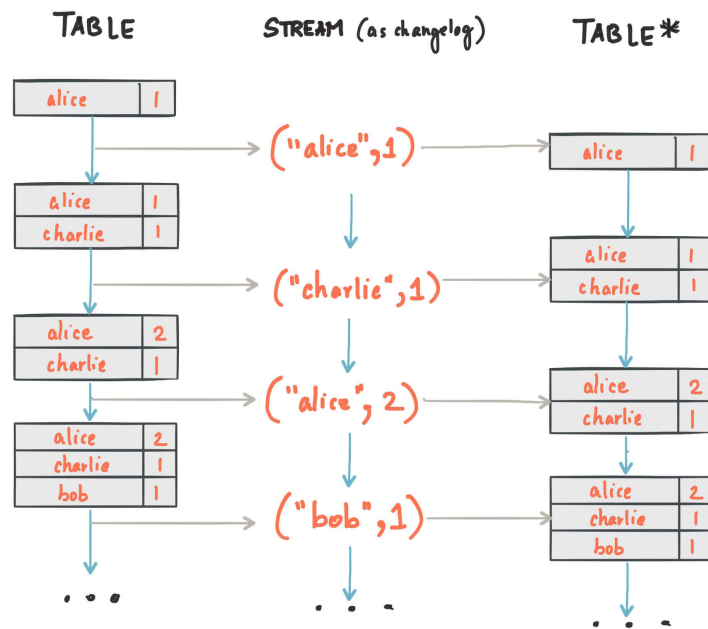 TABLE STREAM (as changelog) TABLE*
alice 1
("alice", 1)
alice 1
alice 1
charlie 1
alice 1
charlie 1
("charlie", 1)
alice 2
charlie 1
alice 2
charlie 1
("alice", 2)
alice 2
charlie 1
bob 1
alice 2
charlie 1
bob 1
("bob", 1)
...
...
...